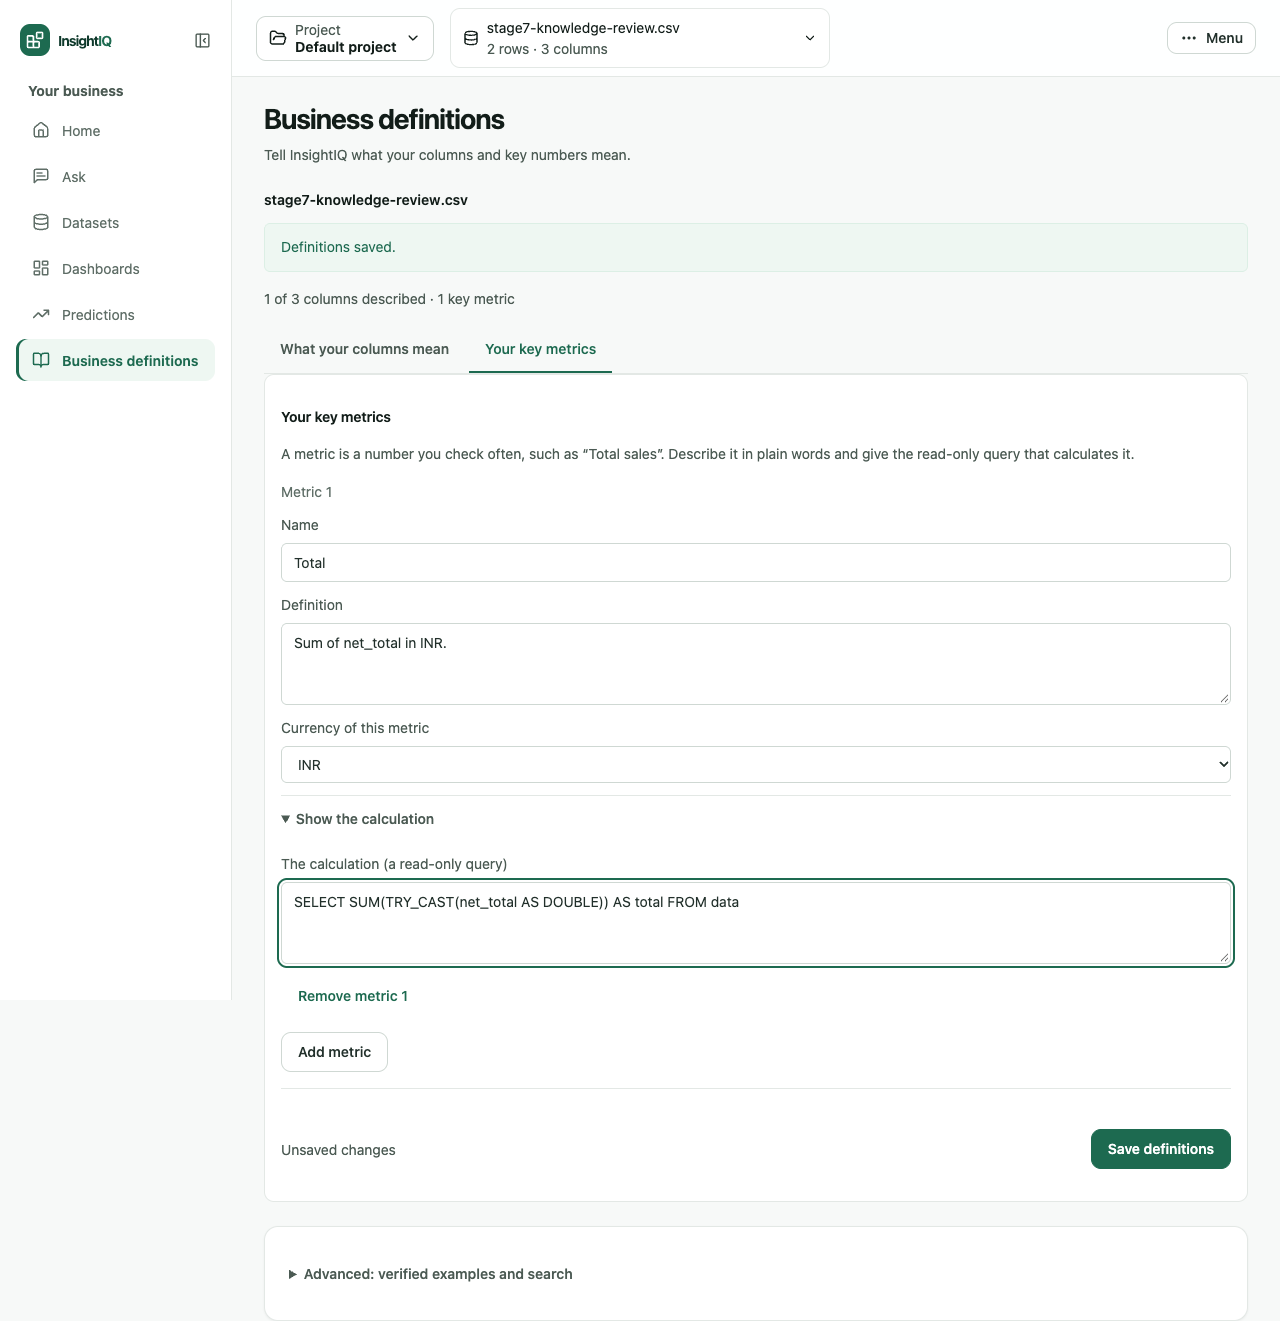 InsightIQ
Your business
Home
Ask
Datasets
Dashboards
Predictions
Business definitions
Project
Default project
stage7-knowledge-review.csv
2 rows · 3 columns
Menu
Business definitions
Tell InsightIQ what your columns and key numbers mean.
stage7-knowledge-review.csv
Definitions saved.
1 of 3 columns described · 1 key metric
What your columns mean
Your key metrics
Your key metrics
A metric is a number you check often, such as “Total sales”. Describe it in plain words and give the read-only query that calculates it.
Metric 1
Name
Total
Definition
Sum of net_total in INR.
Currency of this metric
INR
Show the calculation
The calculation (a read-only query)
SELECT SUM(TRY_CAST(net_total AS DOUBLE)) AS total FROM data
Remove metric 1
Add metric
Unsaved changes
Save definitions
Advanced: verified examples and search